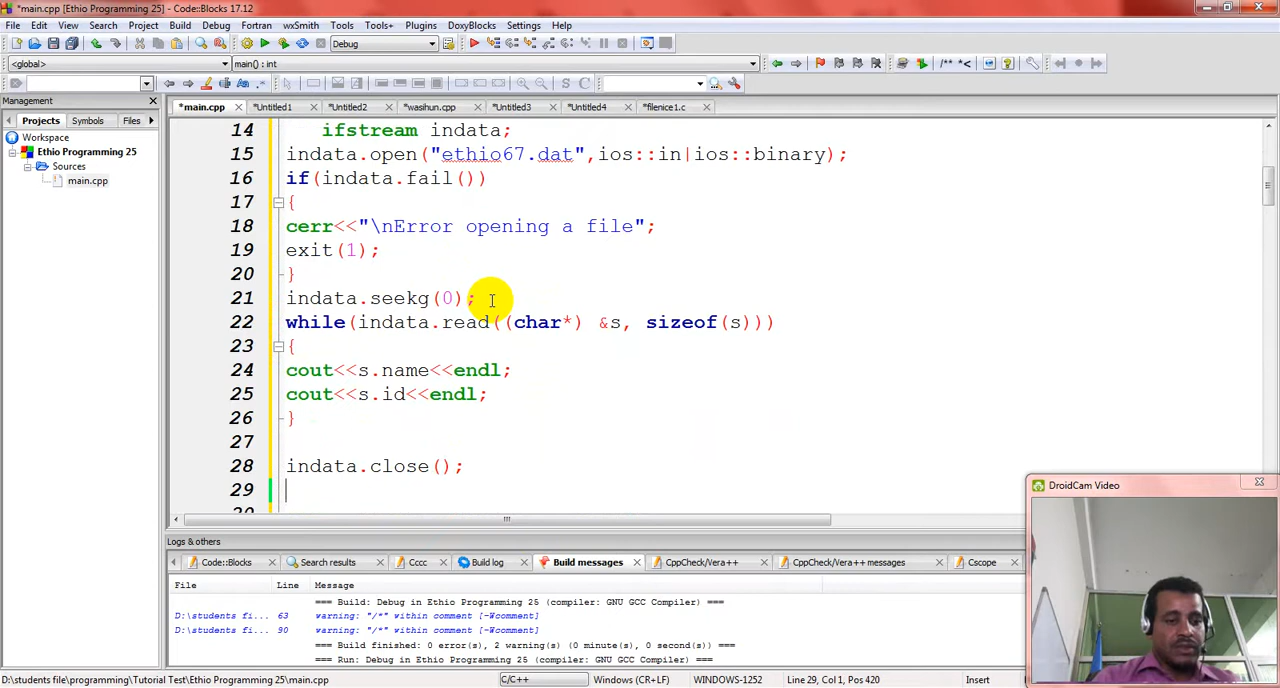 *main.cpp [Ethio Programming 25] - Code::Blocks 17.12
File Edit View Search Project Build Debug Fortran wxSmith Tools Tools+ Plugins DoxyBlocks Settings Help
Debug
<global> main() : int
/** *<
Management
*main.cpp *Untitled1 *Untitled2 *wasihun.cpp *Untitled3 *Untitled4 *filenice1.c
Projects Symbols Files
Workspace
Ethio Programming 25
Sources
main.cpp
14 ifstream indata;
15 indata.open("ethio67.dat",ios::in|ios::binary);
16 if(indata.fail())
17 {
18 cerr<<"\nError opening a file";
19 exit(1);
20 }
21 indata.seekg(0);
22 while(indata.read((char*) &s, sizeof(s)))
23 {
24 cout<<s.name<<endl;
25 cout<<s.id<<endl;
26 }
27
28 indata.close();
29
DroidCam Video
Logs & others
Code::Blocks Search results Cccc Build log Build messages CppCheck/Vera++ CppCheck/Vera++ messages Cscope
File Line Message
=== Build: Debug in Ethio Programming 25 (compiler: GNU GCC Compiler) ===
D:\students fi... 63 warning: "/*" within comment [-Wcomment]
D:\students fi... 90 warning: "/*" within comment [-Wcomment]
=== Build finished: 0 error(s), 2 warning(s) (0 minute(s), 0 second(s)) ===
=== Run: Debug in Ethio Programming 25 (compiler: GNU GCC Compiler) ===
D:\students file\programming\Tutorial Test\Ethio Programming 25\main.cpp C/C++ Windows (CR+LF) WINDOWS-1252 Line 29, Col 1, Pos 420 Insert